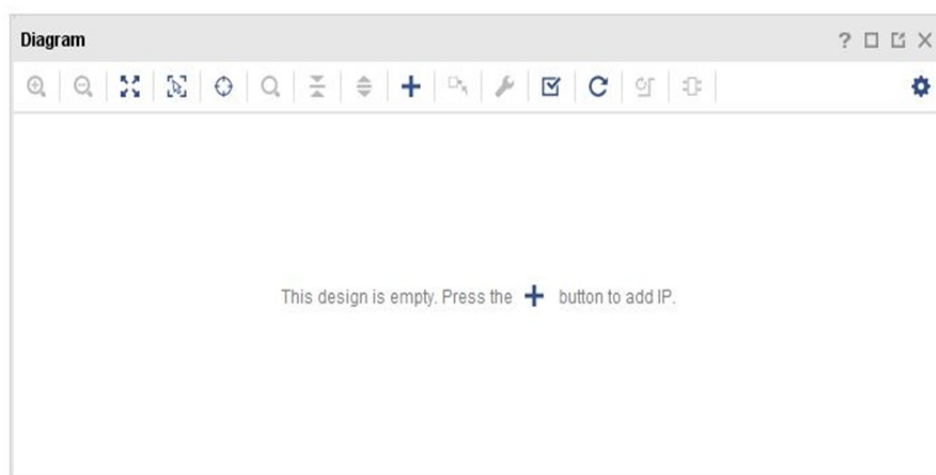 Diagram
This design is empty. Press the + button to add IP.